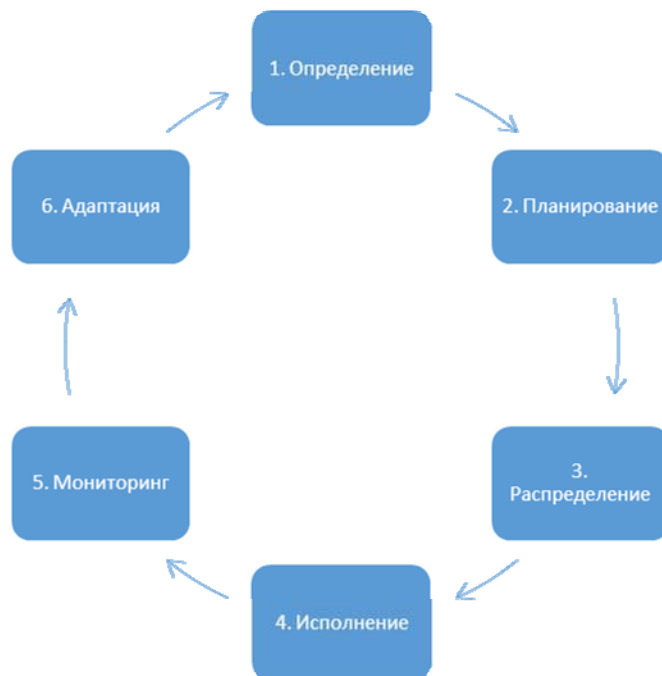 1. Определение
2. Планирование
3.
Распределение
4. Исполнение
5. Мониторинг
6. Адаптация